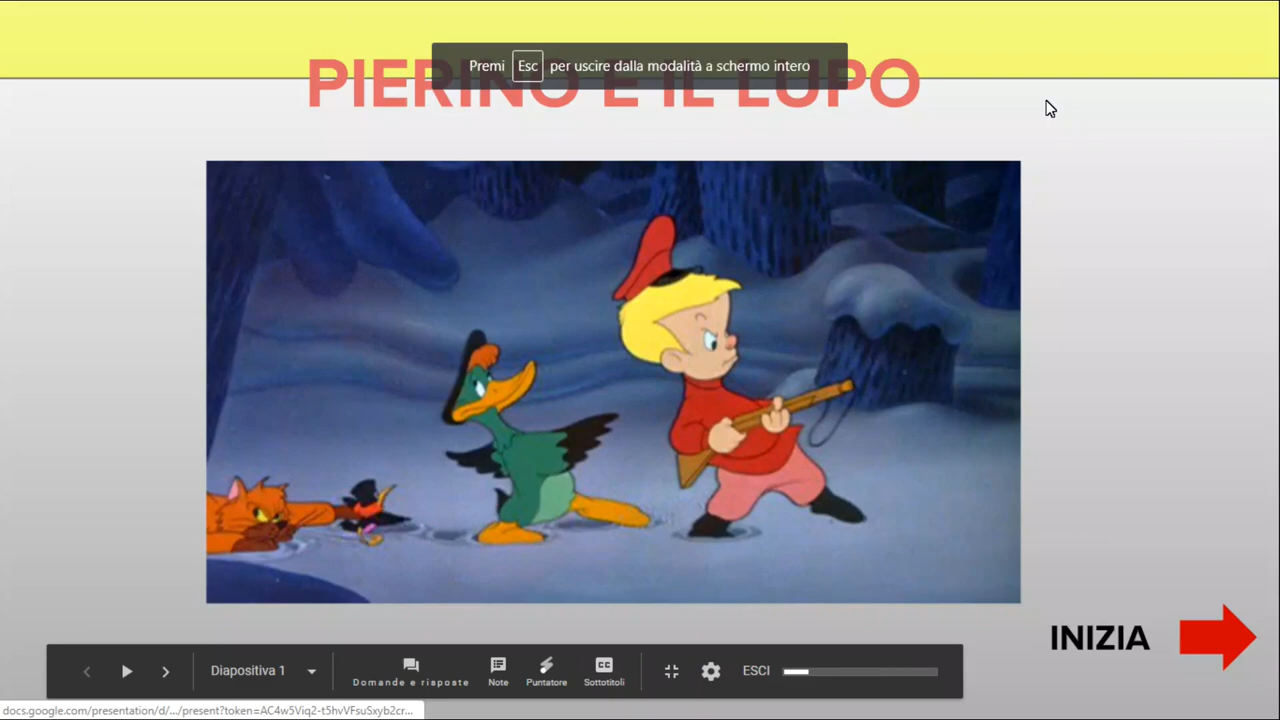 Premi Esc per uscire dalla modalità a schermo intero
PIERINO E IL LUPO
INIZIA
Diapositiva 1
Domande e risposte
Note
Puntatore
CC
Sottotitoli
ESCI
docs.google.com/presentation/d/.../present?token=AC4w5Viq2-t5hvVFsuSxyb2cr...